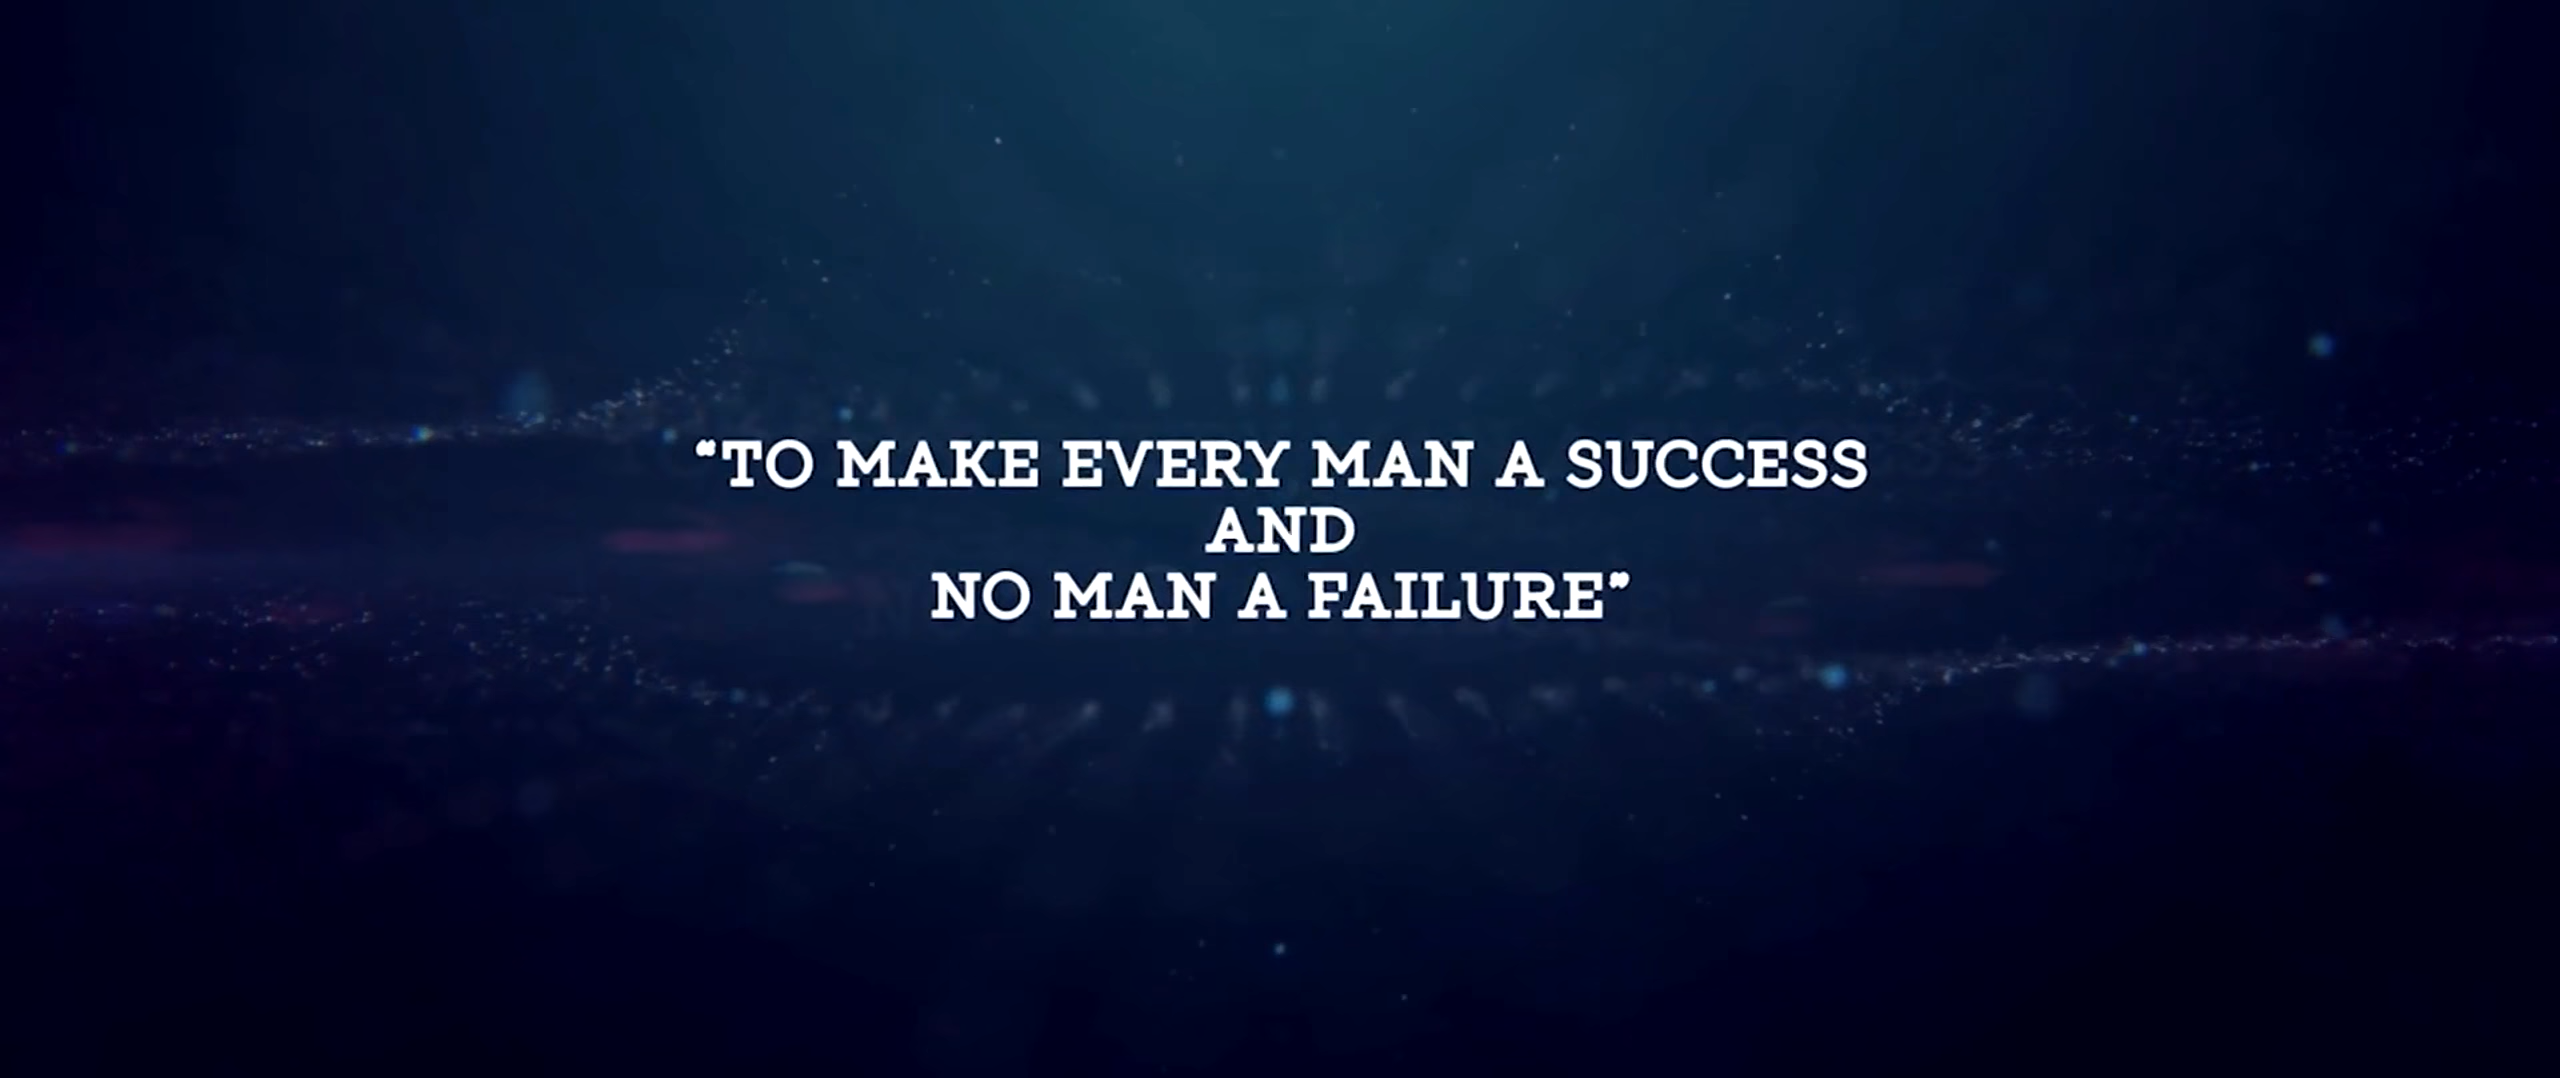 “TO MAKE EVERY MAN A SUCCESS
AND
NO MAN A FAILURE”